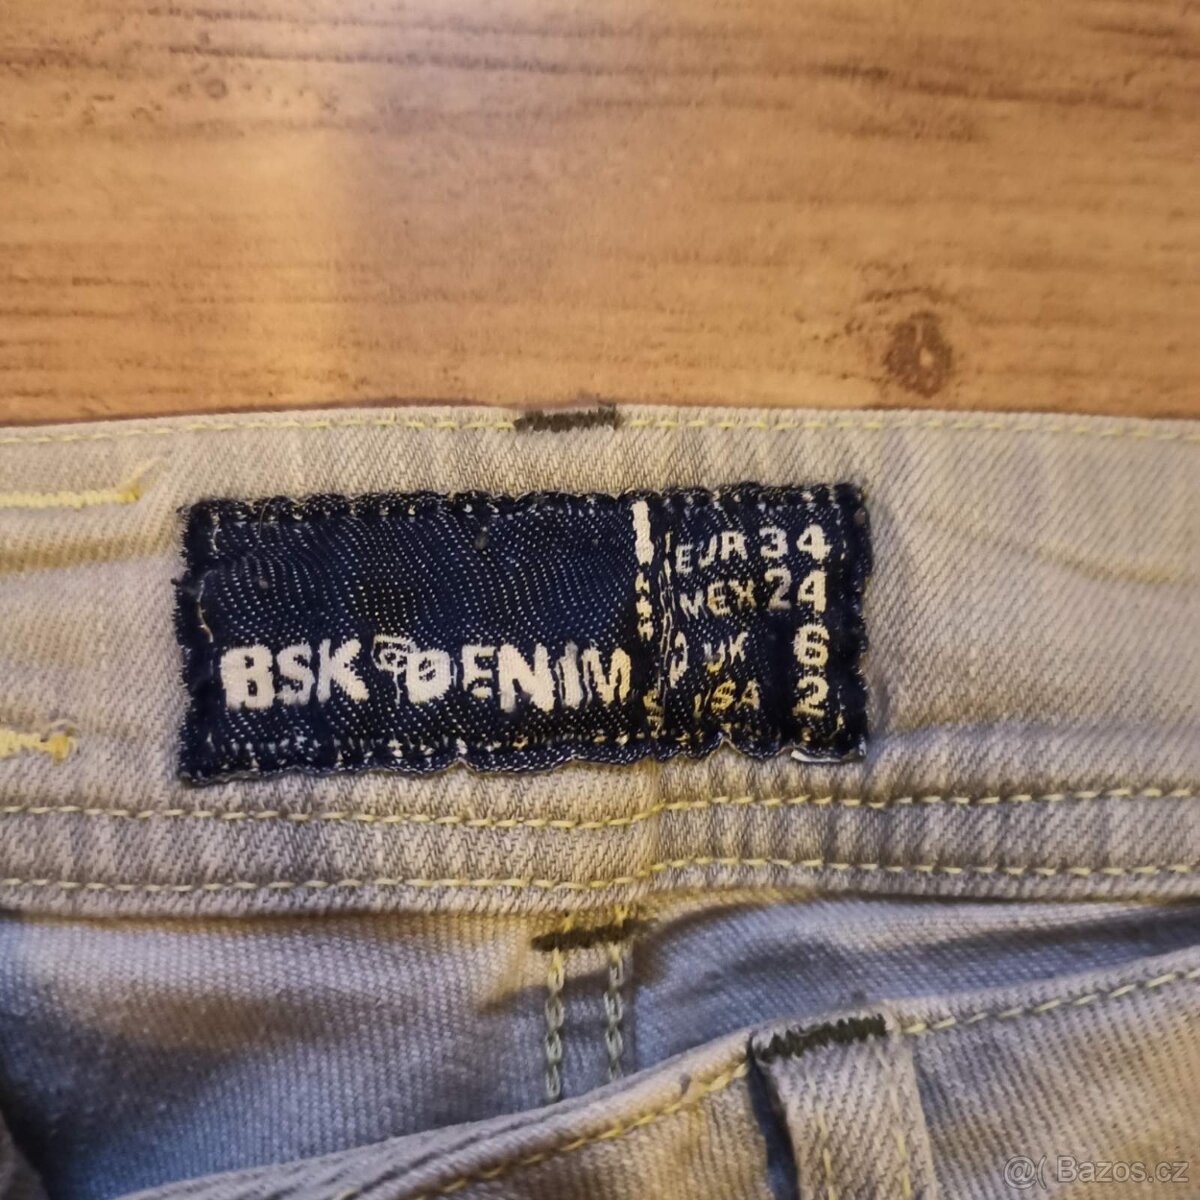 BSK DENIM
EUR 34
MEX 24
UK 6
USA 2
@( Bazos.cz